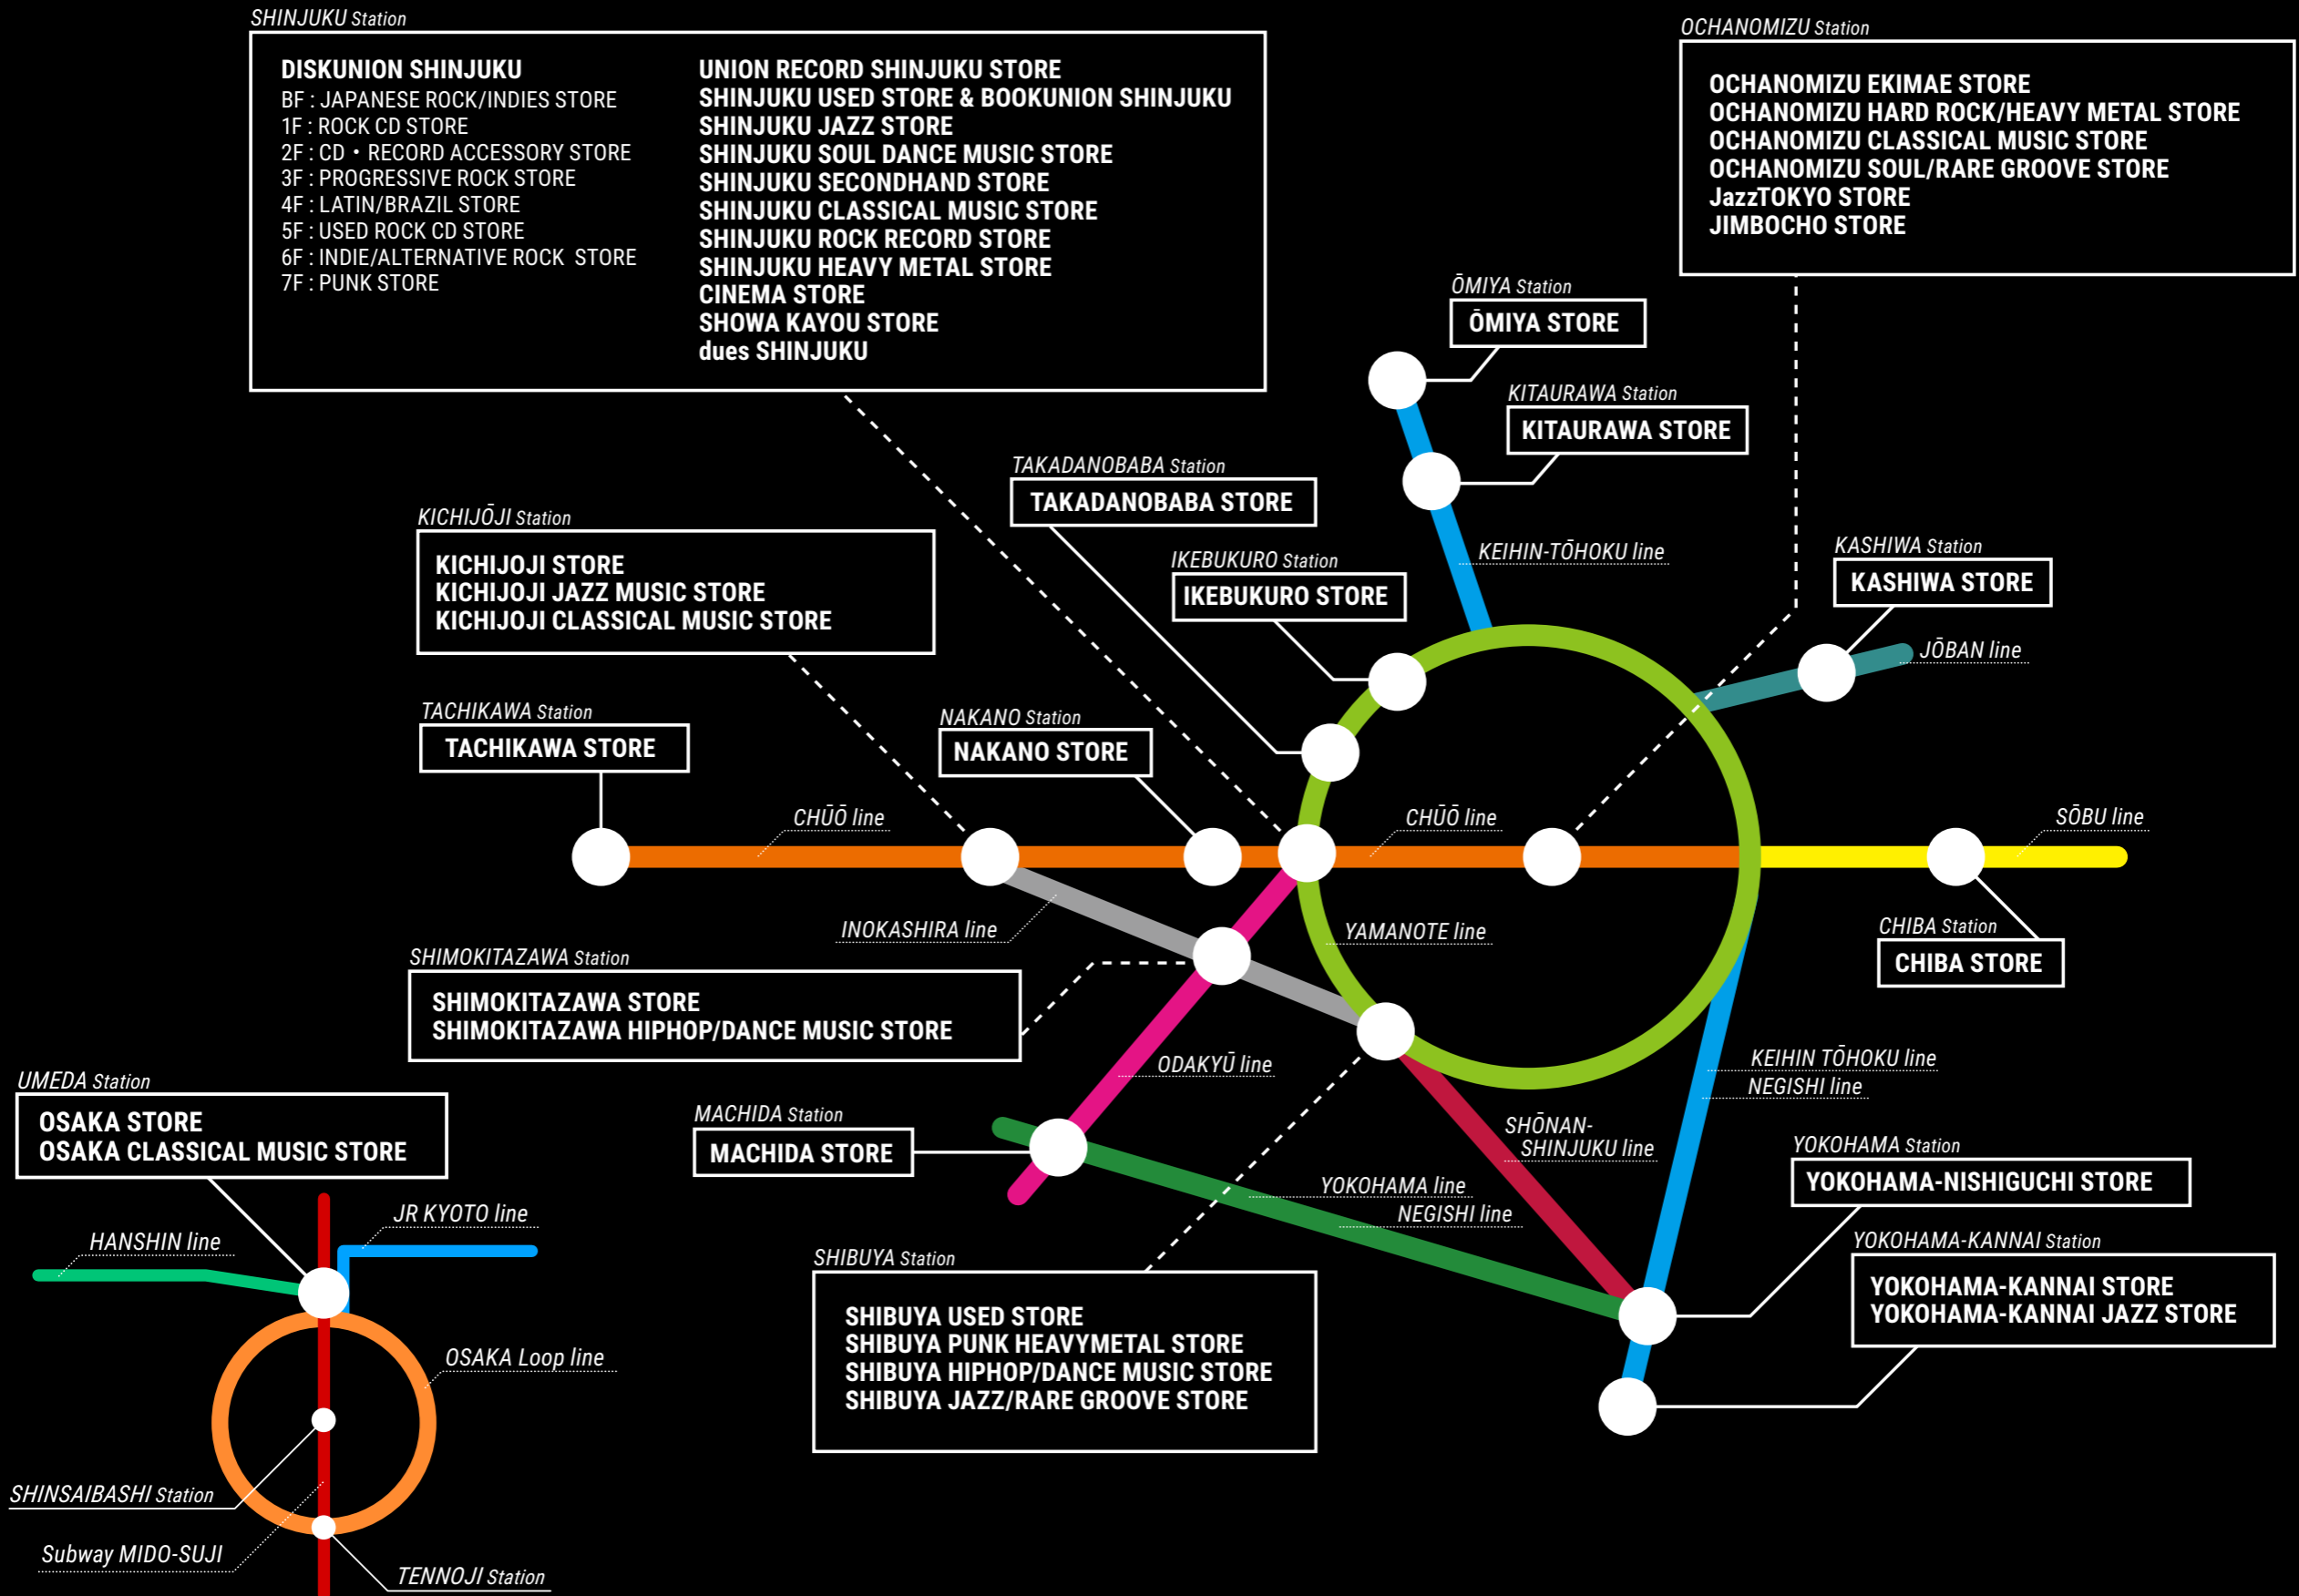 SHINJUKU Station
DISKUNION SHINJUKU
BF : JAPANESE ROCK/INDIES STORE
1F : ROCK CD STORE
2F : CD・RECORD ACCESSORY STORE
3F : PROGRESSIVE ROCK STORE
4F : LATIN/BRAZIL STORE
5F : USED ROCK CD STORE
6F : INDIE/ALTERNATIVE ROCK STORE
7F : PUNK STORE
UNION RECORD SHINJUKU STORE
SHINJUKU USED STORE & BOOKUNION SHINJUKU
SHINJUKU JAZZ STORE
SHINJUKU SOUL DANCE MUSIC STORE
SHINJUKU SECONDHAND STORE
SHINJUKU CLASSICAL MUSIC STORE
SHINJUKU ROCK RECORD STORE
SHINJUKU HEAVY METAL STORE
CINEMA STORE
SHOWA KAYOU STORE
dues SHINJUKU
OCHANOMIZU Station
OCHANOMIZU EKIMAE STORE
OCHANOMIZU HARD ROCK/HEAVY METAL STORE
OCHANOMIZU CLASSICAL MUSIC STORE
OCHANOMIZU SOUL/RARE GROOVE STORE
JazzTOKYO STORE
JIMBOCHO STORE
ŌMIYA Station
ŌMIYA STORE
KITAURAWA Station
KITAURAWA STORE
TAKADANOBABA Station
TAKADANOBABA STORE
KICHIJŌJI Station
KICHIJOJI STORE
KICHIJOJI JAZZ MUSIC STORE
KICHIJOJI CLASSICAL MUSIC STORE
IKEBUKURO Station
IKEBUKURO STORE
KEIHIN-TŌHOKU line
KASHIWA Station
KASHIWA STORE
JŌBAN line
TACHIKAWA Station
TACHIKAWA STORE
NAKANO Station
NAKANO STORE
CHŪŌ line
CHŪŌ line
SŌBU line
INOKASHIRA line
YAMANOTE line
CHIBA Station
CHIBA STORE
SHIMOKITAZAWA Station
SHIMOKITAZAWA STORE
SHIMOKITAZAWA HIPHOP/DANCE MUSIC STORE
ODAKYŪ line
KEIHIN TŌHOKU line
NEGISHI line
UMEDA Station
OSAKA STORE
OSAKA CLASSICAL MUSIC STORE
MACHIDA Station
MACHIDA STORE
SHŌNAN-
SHINJUKU line
YOKOHAMA Station
YOKOHAMA-NISHIGUCHI STORE
YOKOHAMA line
NEGISHI line
JR KYOTO line
HANSHIN line
YOKOHAMA-KANNAI Station
YOKOHAMA-KANNAI STORE
YOKOHAMA-KANNAI JAZZ STORE
SHIBUYA Station
SHIBUYA USED STORE
SHIBUYA PUNK HEAVYMETAL STORE
SHIBUYA HIPHOP/DANCE MUSIC STORE
SHIBUYA JAZZ/RARE GROOVE STORE
OSAKA Loop line
SHINSAIBASHI Station
Subway MIDO-SUJI
TENNOJI Station